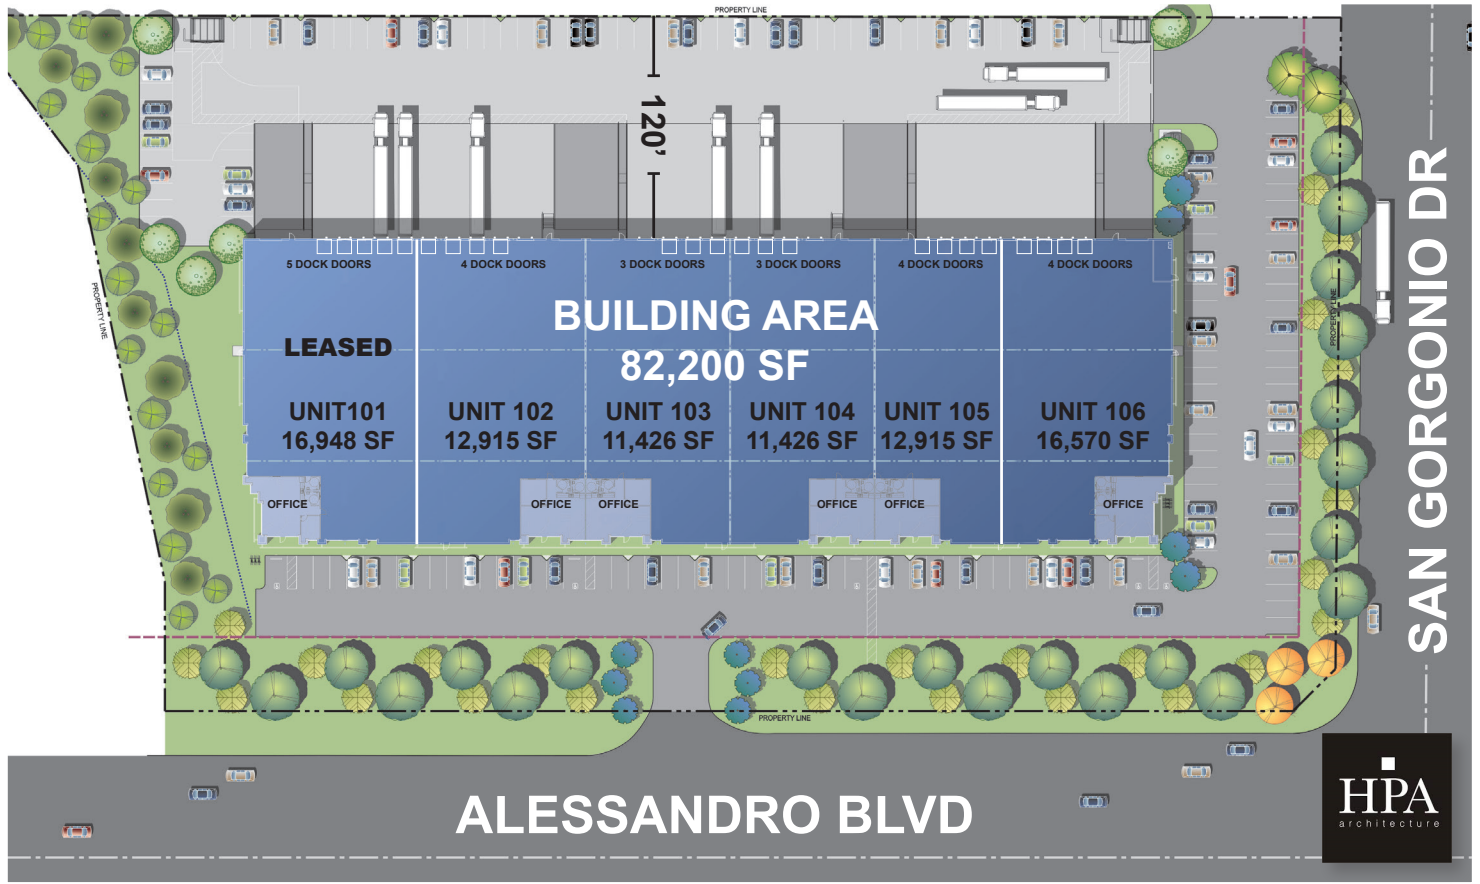 PROPERTY LINE
120'
5 DOCK DOORS
4 DOCK DOORS
3 DOCK DOORS
3 DOCK DOORS
4 DOCK DOORS
4 DOCK DOORS
BUILDING AREA
82,200 SF
LEASED
UNIT101
16,948 SF
UNIT 102
12,915 SF
UNIT 103
11,426 SF
UNIT 104
11,426 SF
UNIT 105
12,915 SF
UNIT 106
16,570 SF
OFFICE
OFFICE
OFFICE
OFFICE
OFFICE
OFFICE
PROPERTY LINE
PROPERTY LINE
SAN GORGONIO DR
PROPERTY LINE
ALESSANDRO BLVD
HPA
architecture